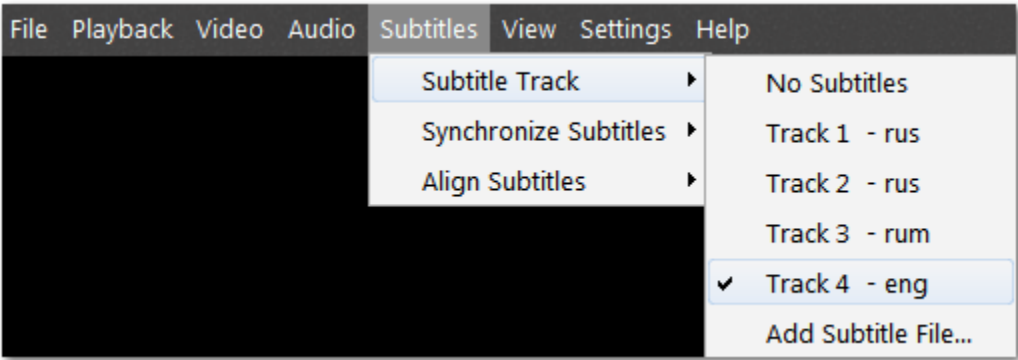 File Playback Video Audio Subtitles View Settings Help
Subtitle Track
Synchronize Subtitles
Align Subtitles
No Subtitles
Track 1 - rus
Track 2 - rus
Track 3 - rum
Track 4 - eng
Add Subtitle File...